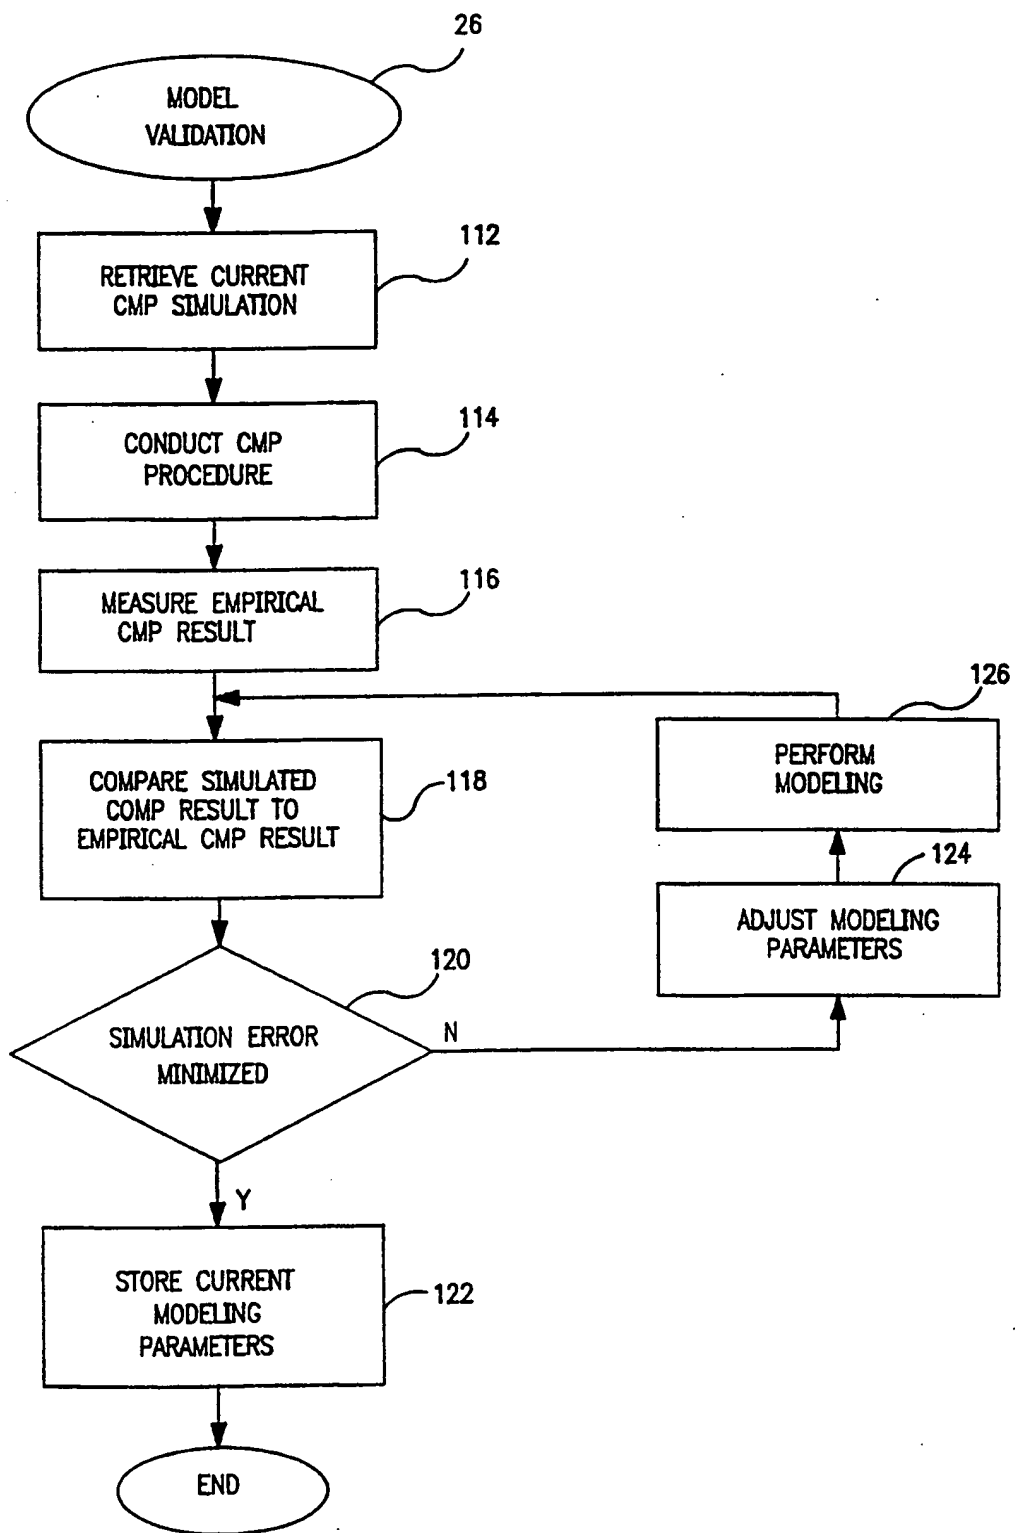 26
MODEL
VALIDATION
112
RETRIEVE CURRENT
CMP SIMULATION
114
CONDUCT CMP
PROCEDURE
116
MEASURE EMPIRICAL
CMP RESULT
126
PERFORM
MODELING
118
COMPARE SIMULATED
COMP RESULT TO
EMPIRICAL CMP RESULT
124
ADJUST MODELING
PARAMETERS
120
SIMULATION ERROR
MINIMIZED
N
Y
STORE CURRENT
MODELING
PARAMETERS
122
END